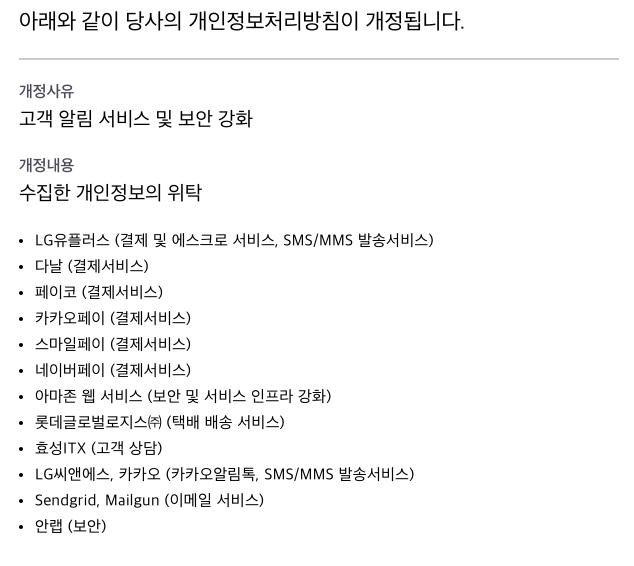 아래와 같이 당사의 개인정보처리방침이 개정됩니다.
개정사유
고객 알림 서비스 및 보안 강화
개정내용
수집한 개인정보의 위탁
• LG유플러스 (결제 및 에스크로 서비스, SMS/MMS 발송서비스)
• 다날 (결제서비스)
• 페이코 (결제서비스)
• 카카오페이 (결제서비스)
• 스마일페이 (결제서비스)
• 네이버페이 (결제서비스)
• 아마존 웹 서비스 (보안 및 서비스 인프라 강화)
• 롯데글로벌로지스㈜ (택배 배송 서비스)
• 효성ITX (고객 상담)
• LG씨앤에스, 카카오 (카카오알림톡, SMS/MMS 발송서비스)
• Sendgrid, Mailgun (이메일 서비스)
• 안랩 (보안)